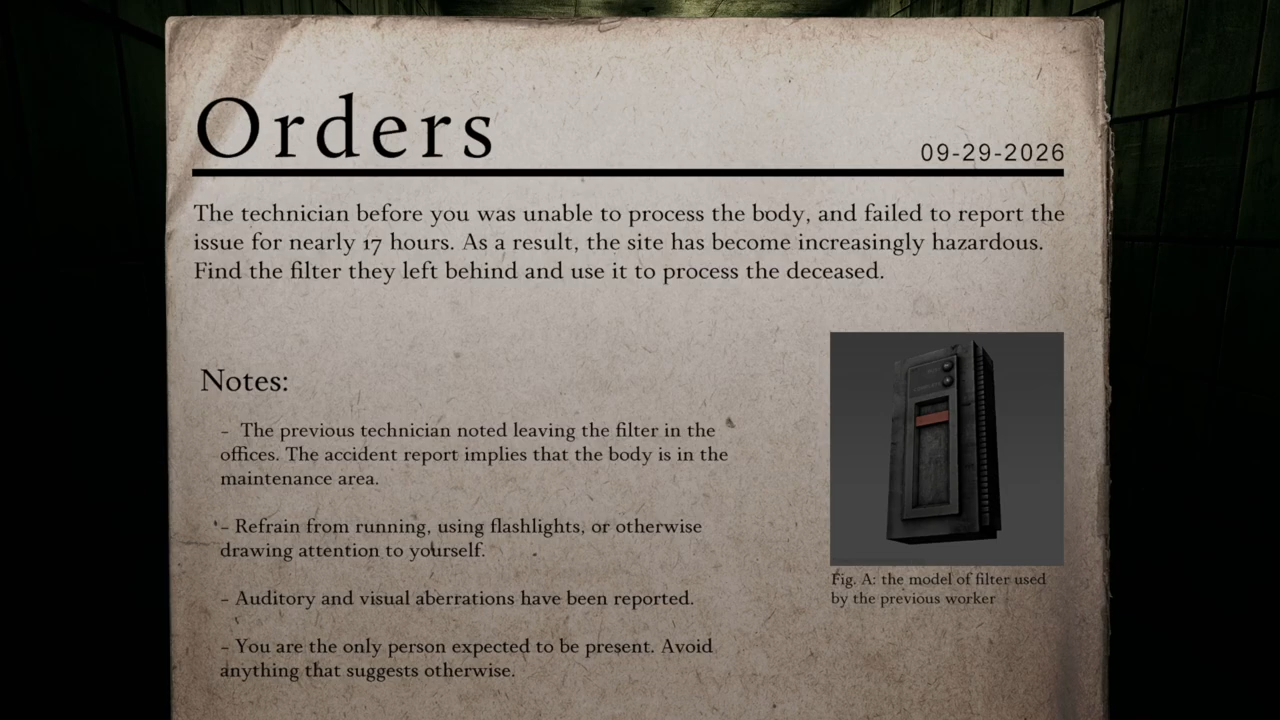 Orders
09-29-2026
The technician before you was unable to process the body, and failed to report the
issue for nearly 17 hours. As a result, the site has become increasingly hazardous.
Find the filter they left behind and use it to process the deceased.
Notes:
- The previous technician noted leaving the filter in the
offices. The accident report implies that the body is in the
maintenance area.
- Refrain from running, using flashlights, or otherwise
drawing attention to yourself.
- Auditory and visual aberrations have been reported.
- You are the only person expected to be present. Avoid
anything that suggests otherwise.
Fig. A: the model of filter used
by the previous worker